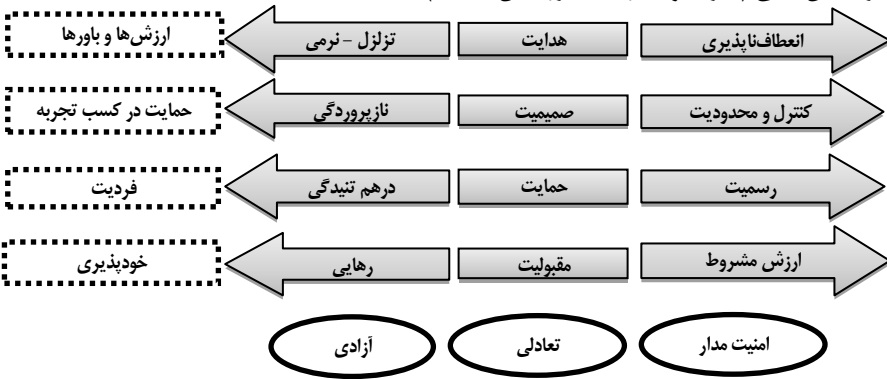 انعطاف‌ناپذیری هدایت تزلزل - نرمی ارزش‌ها و باورها
کنترل و محدودیت صمیمیت نازپروردگی حمایت در کسب تجربه
رسمیت حمایت درهم تنیدگی فردیت
ارزش مشروط مقبولیت رهایی خودپذیری
امنیت مدار تعادلی آزادی